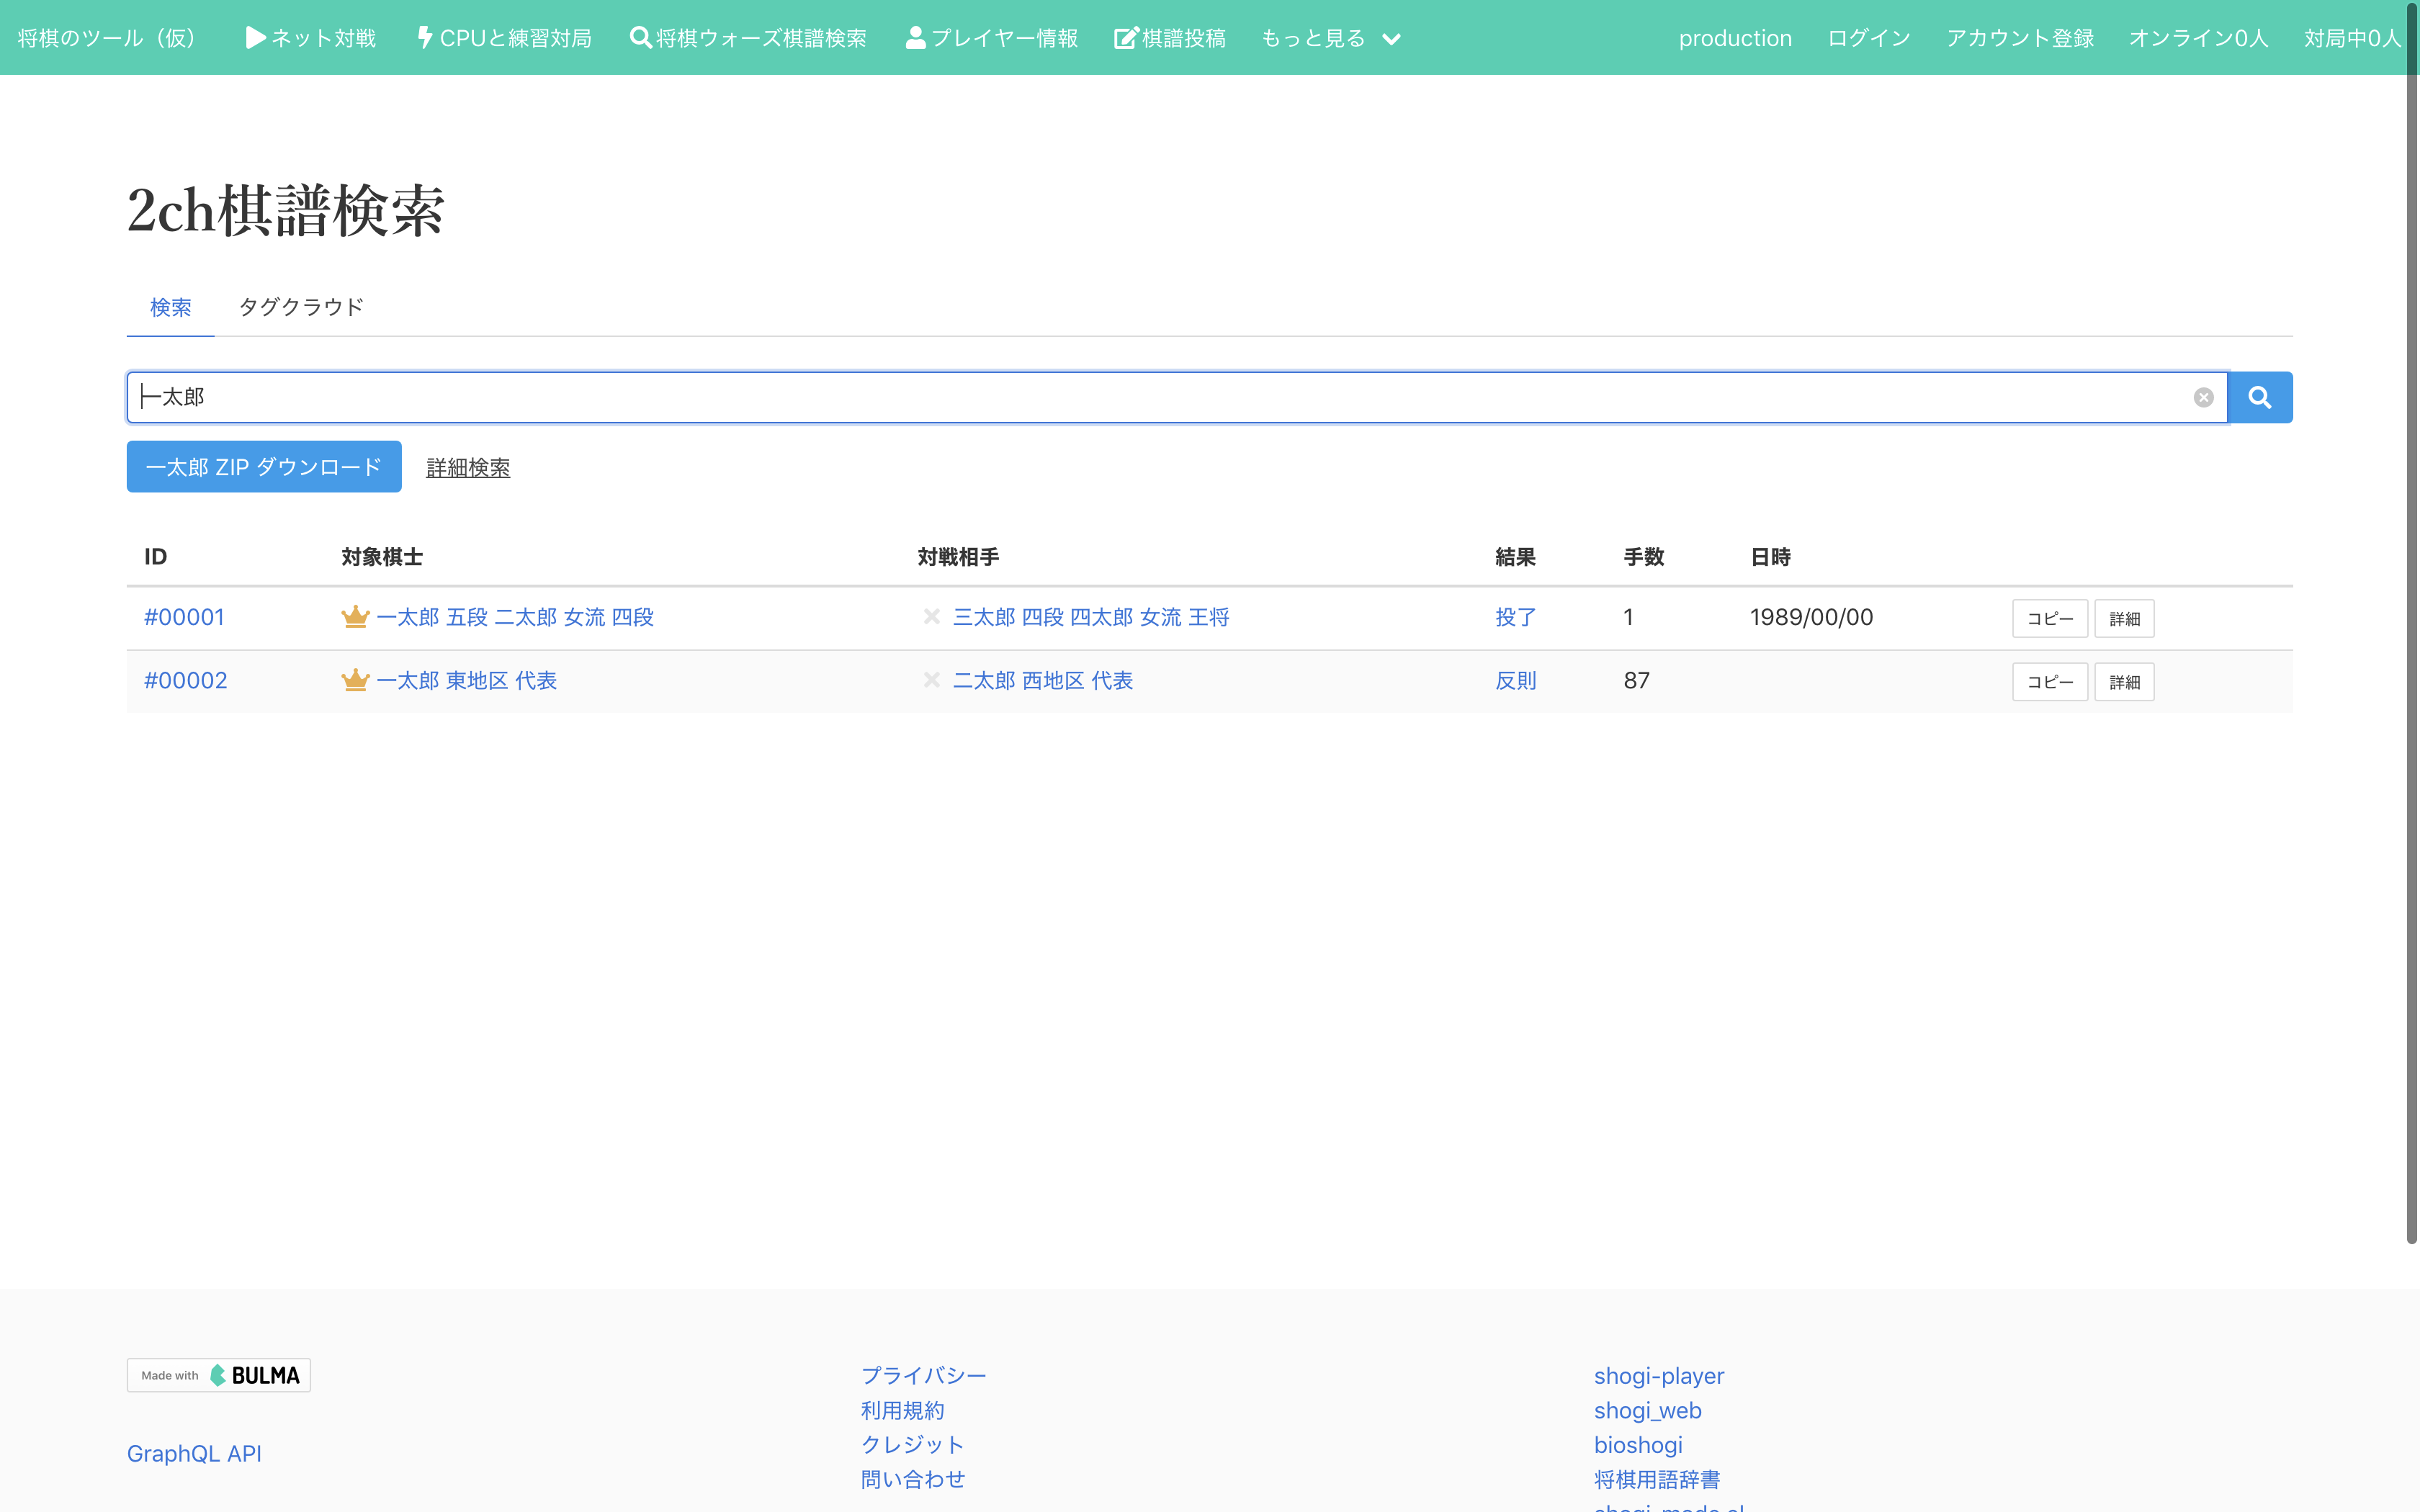 将棋のツール（仮） ネット対戦 CPUと練習対局 将棋ウォーズ棋譜検索 プレイヤー情報 棋譜投稿 もっと見る production ログイン アカウント登録 オンライン0人 対局中0人
2ch棋譜検索
検索 タグクラウド
一太郎
一太郎 ZIP ダウンロード 詳細検索
ID 対象棋士 対戦相手 結果 手数 日時
#00001 一太郎 五段 二太郎 女流 四段 三太郎 四段 四太郎 女流 王将 投了 1 1989/00/00 コピー 詳細
#00002 一太郎 東地区 代表 二太郎 西地区 代表 反則 87 コピー 詳細
Made with BULMA
GraphQL API
プライバシー
利用規約
クレジット
問い合わせ
shogi-player
shogi_web
bioshogi
将棋用語辞書